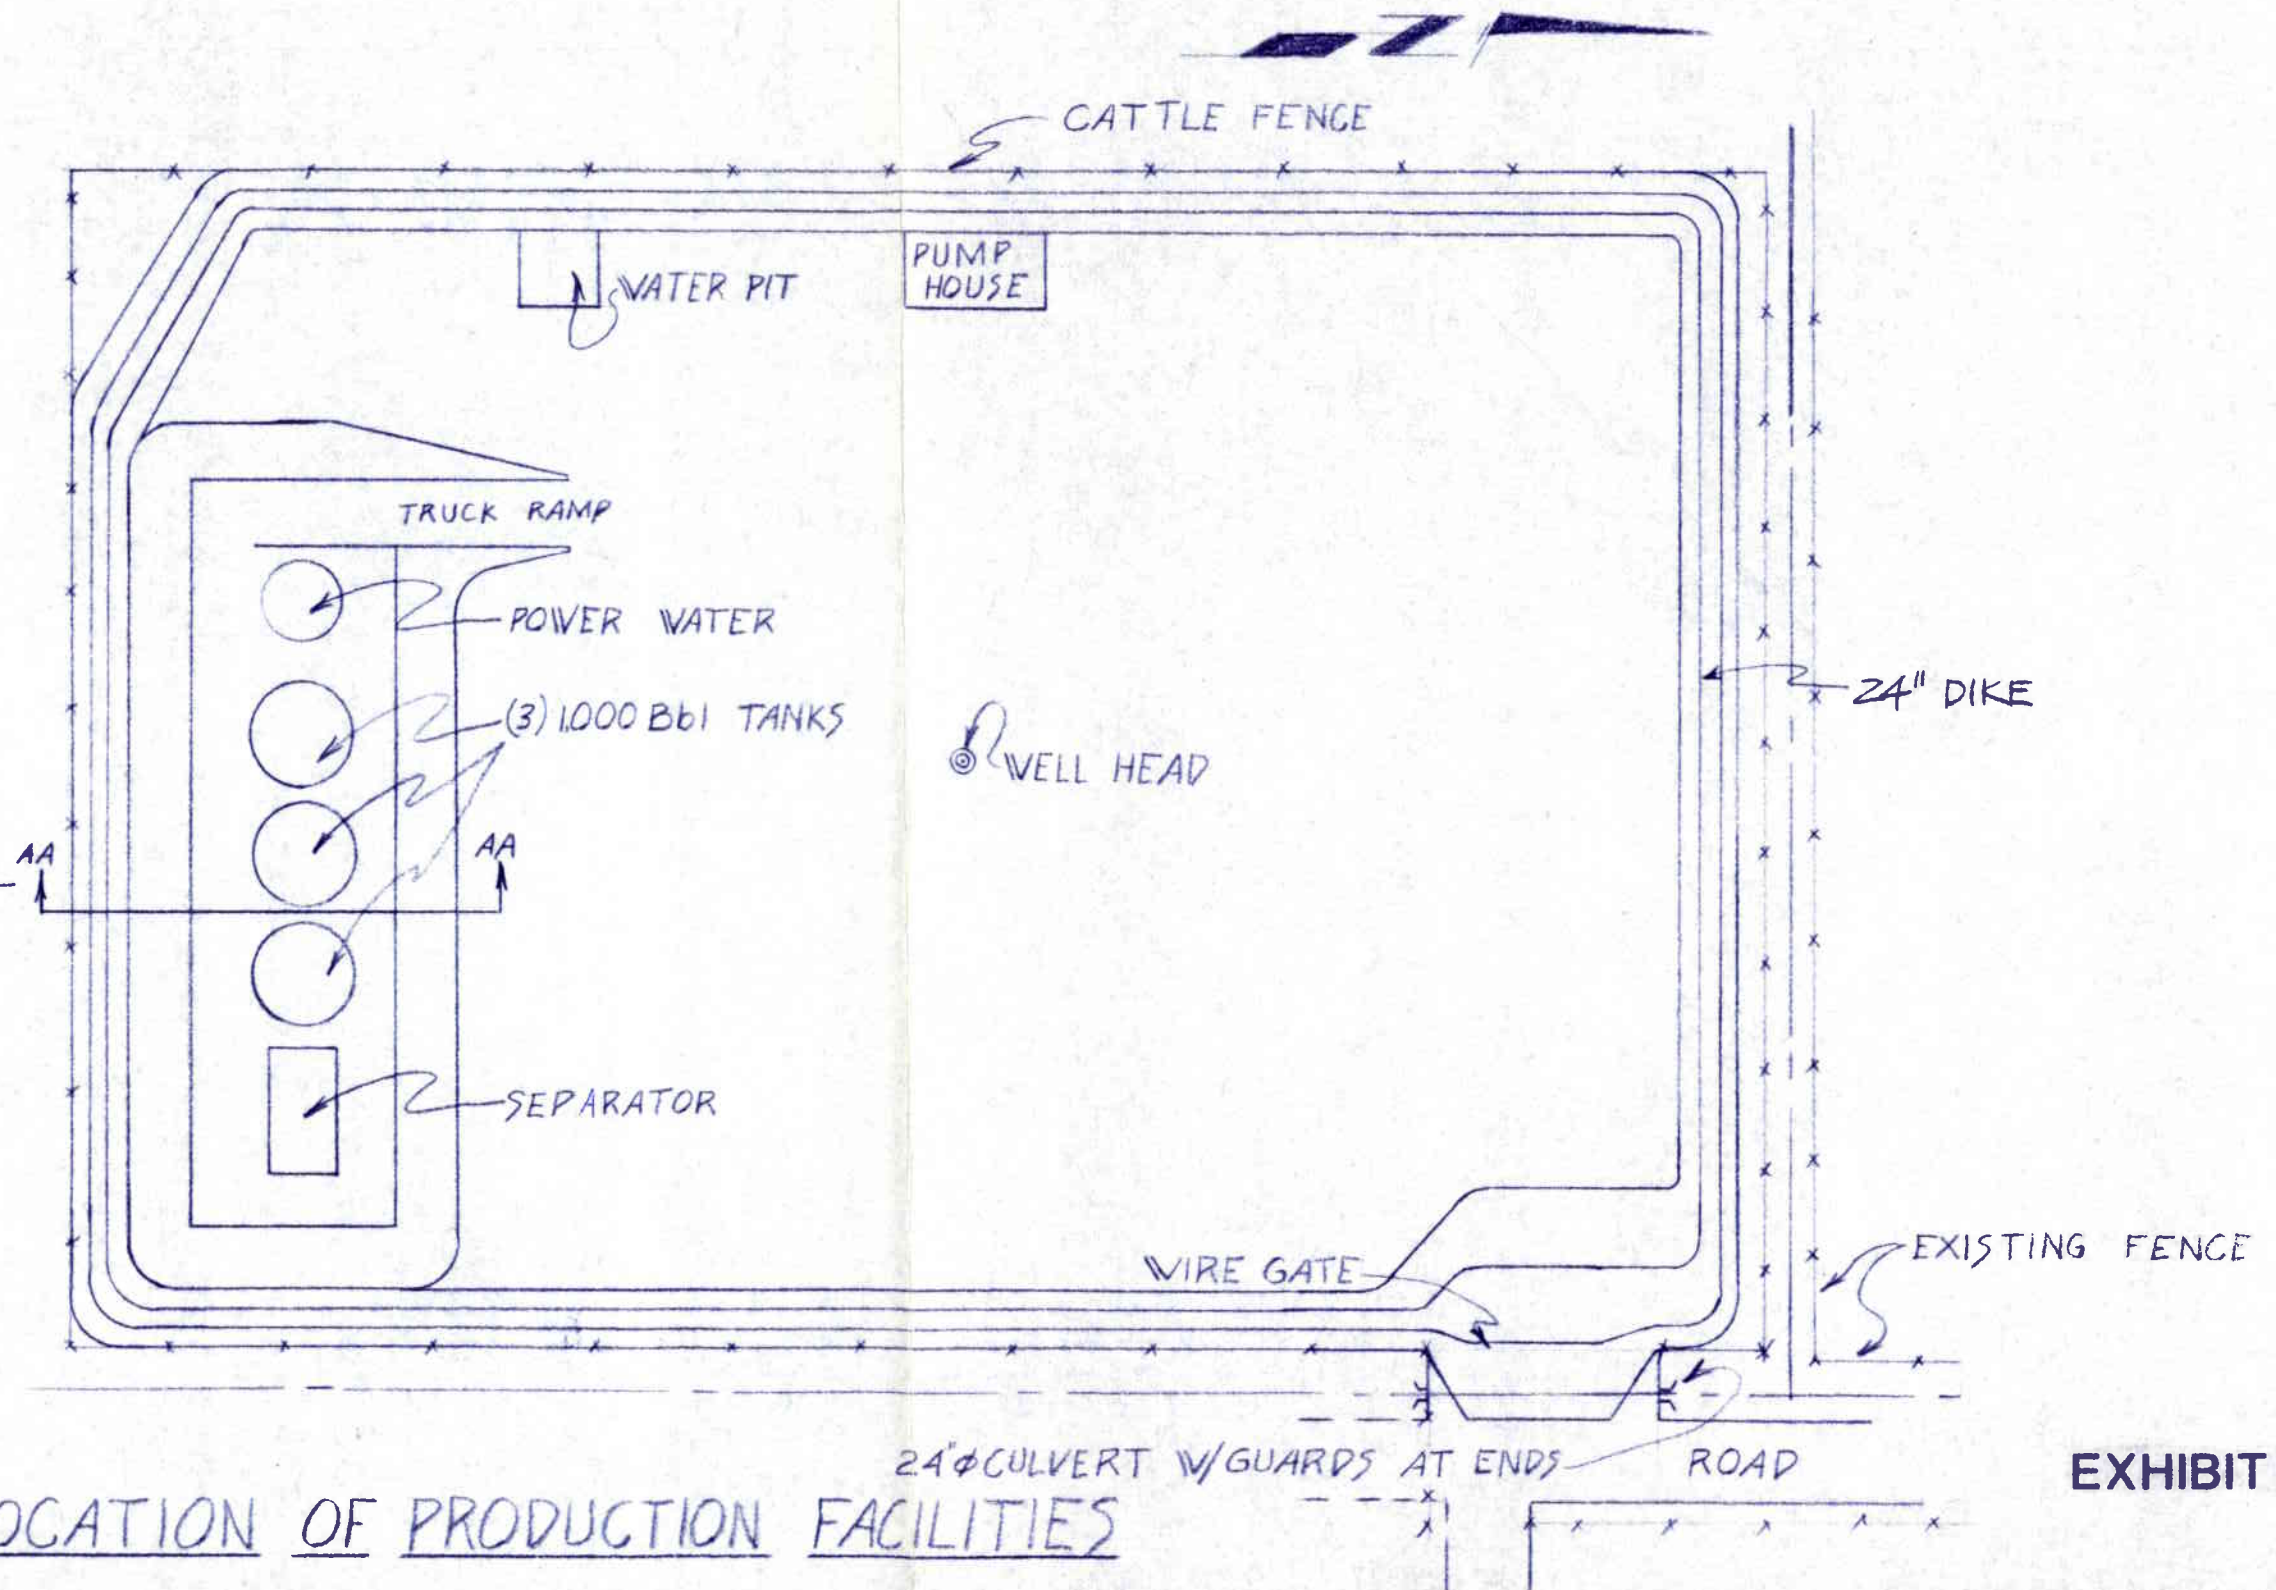 CATTLE FENCE
PUMP
HOUSE
WATER PIT
TRUCK RAMP
POWER WATER
24" DIKE
(3) 1,000 Bbl TANKS
WELL HEAD
AA
AA
SEPARATOR
EXISTING FENCE
WIRE GATE
24"⌀ CULVERT W/GUARDS AT ENDS
ROAD
EXHIBIT
OCATION OF PRODUCTION FACILITIES